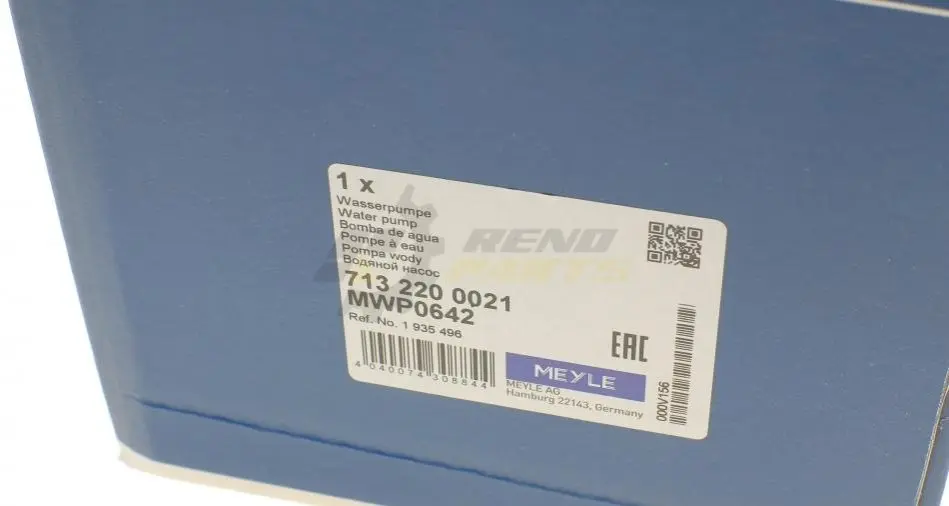 1 x
Wasserpumpe
Water pump
Bomba de agua
Pompe à eau
Pompa wody
Водяной насос
713 220 0021
MWP0642
Ref. No. 1 935 496
4 040074 308844
MEYLE
MEYLE AG
Hamburg 22143, Germany
EAC
000V156
RENO
PARTS